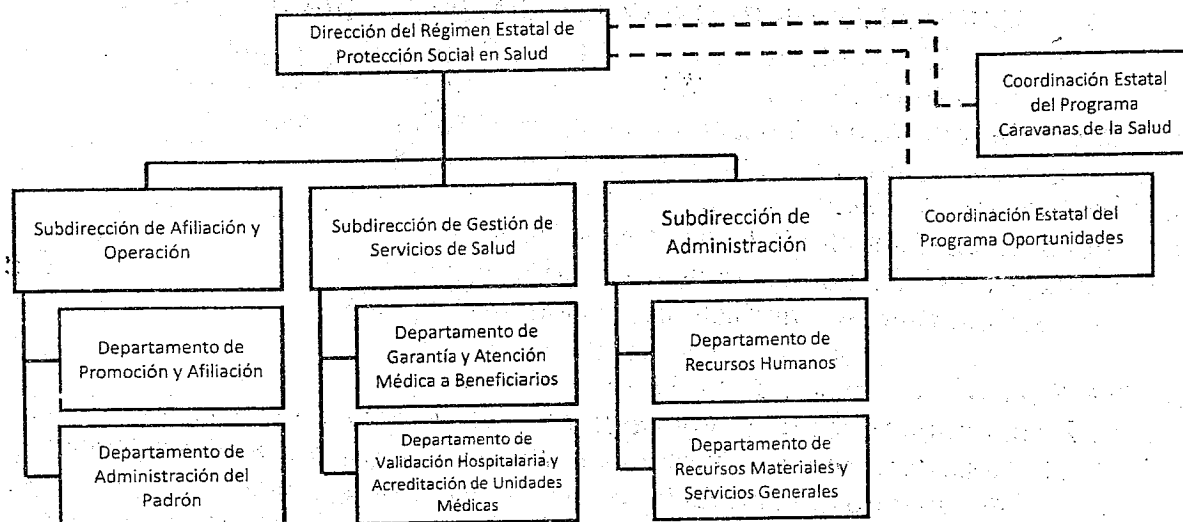 Dirección del Régimen Estatal de
Protección Social en Salud
Coordinación Estatal
del Programa
Caravanas de la Salud
Subdirección de Afiliación y
Operación
Subdirección de Gestión de
Servicios de Salud
Subdirección de
Administración
Coordinación Estatal del
Programa Oportunidades
Departamento de
Promoción y Afiliación
Departamento de
Garantía y Atención
Médica a Beneficiarios
Departamento de
Recursos Humanos
Departamento de
Administración del
Padrón
Departamento de
Validación Hospitalaria y
Acreditación de Unidades
Médicas
Departamento de
Recursos Materiales y
Servicios Generales